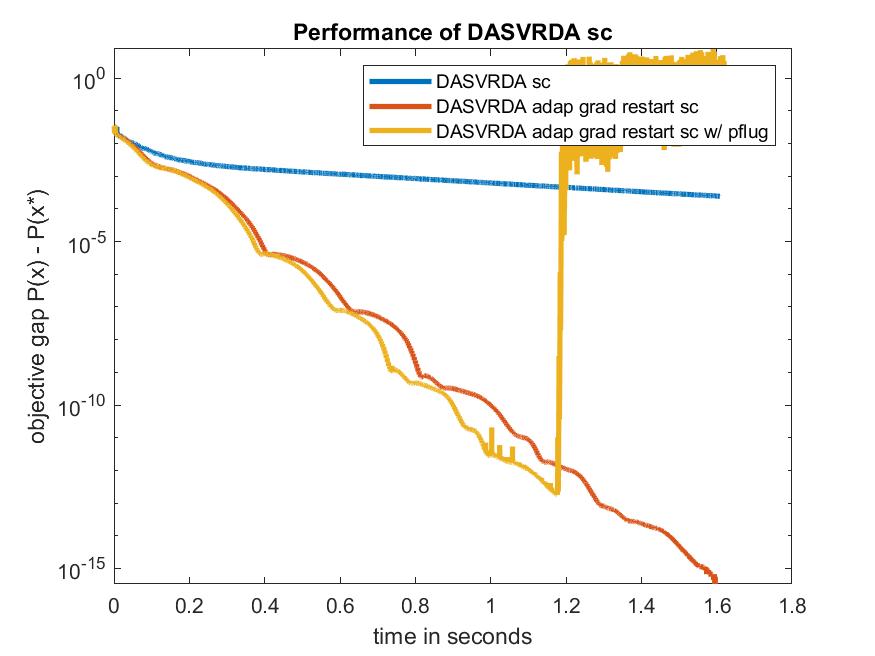 Performance of DASVRDA sc
10^0
10^-5
10^-10
10^-15
objective gap P(x) - P(x*)
DASVRDA sc
DASVRDA adap grad restart sc
DASVRDA adap grad restart sc w/ pflug
0 0.2 0.4 0.6 0.8 1 1.2 1.4 1.6 1.8
time in seconds